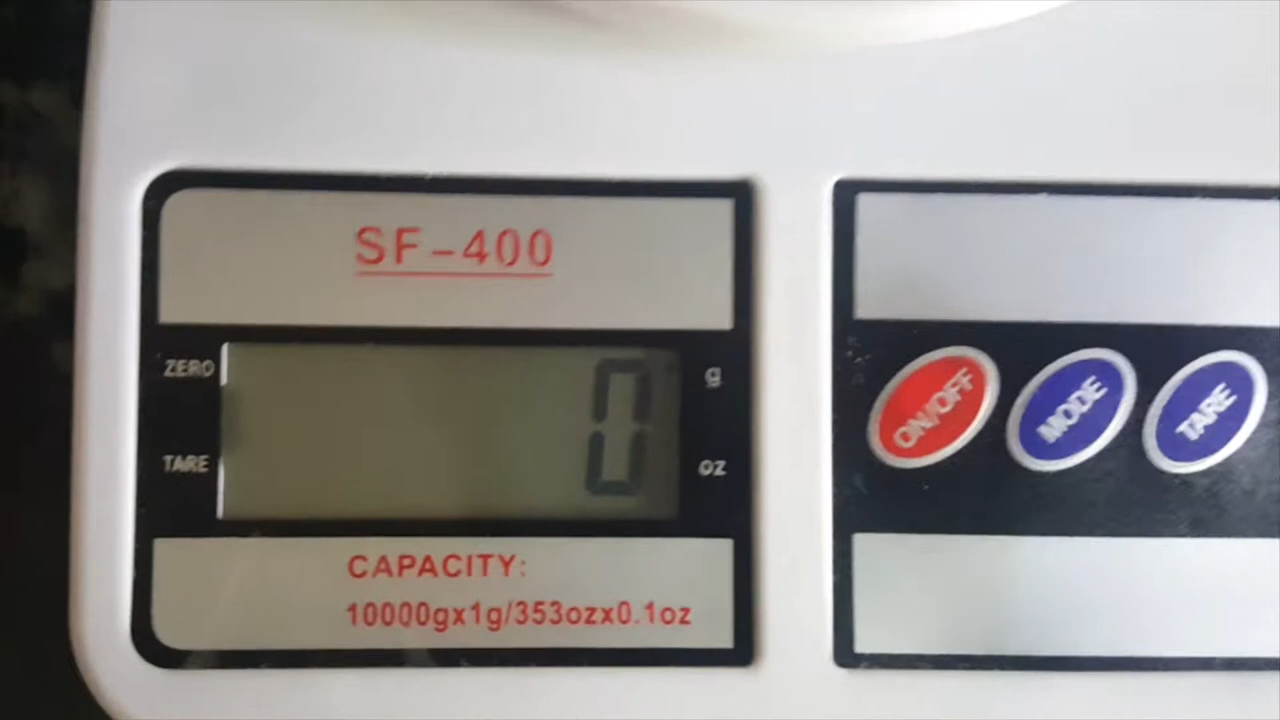 SF-400
ZERO
0
g
TARE
oz
CAPACITY:
10000gx1g/353ozx0.1oz
ON/OFF
MODE
TARE